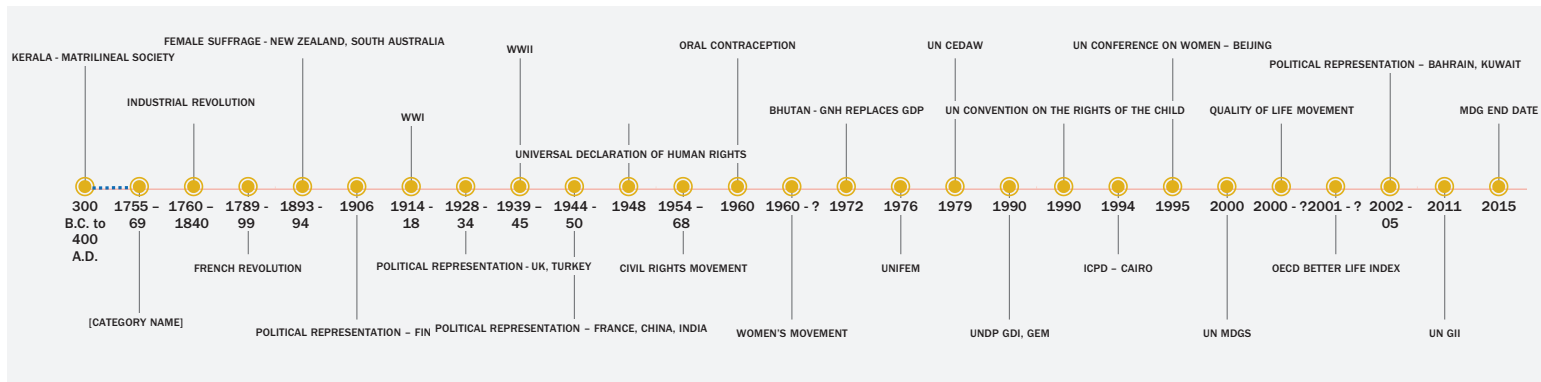 FEMALE SUFFRAGE - NEW ZEALAND, SOUTH AUSTRALIA
WWII
ORAL CONTRACEPTION
UN CEDAW
UN CONFERENCE ON WOMEN – BEIJING
KERALA - MATRILINEAL SOCIETY
POLITICAL REPRESENTATION – BAHRAIN, KUWAIT
INDUSTRIAL REVOLUTION
WWI
BHUTAN - GNH REPLACES GDP
UN CONVENTION ON THE RIGHTS OF THE CHILD
QUALITY OF LIFE MOVEMENT
MDG END DATE
UNIVERSAL DECLARATION OF HUMAN RIGHTS
300
B.C. to
400
A.D.
1755 –
69
1760 –
1840
1789 -
99
1893 -
94
1906
1914 -
18
1928 -
34
1939 –
45
1944 -
50
1948
1954 –
68
1960
1960 - ?
1972
1976
1979
1990
1990
1994
1995
2000
2000 - ?
2001 - ?
2002 -
05
2011
2015
FRENCH REVOLUTION
POLITICAL REPRESENTATION - UK, TURKEY
CIVIL RIGHTS MOVEMENT
UNIFEM
ICPD – CAIRO
OECD BETTER LIFE INDEX
[CATEGORY NAME]
POLITICAL REPRESENTATION – FIN
POLITICAL REPRESENTATION – FRANCE, CHINA, INDIA
WOMEN'S MOVEMENT
UNDP GDI, GEM
UN MDGS
UN GII